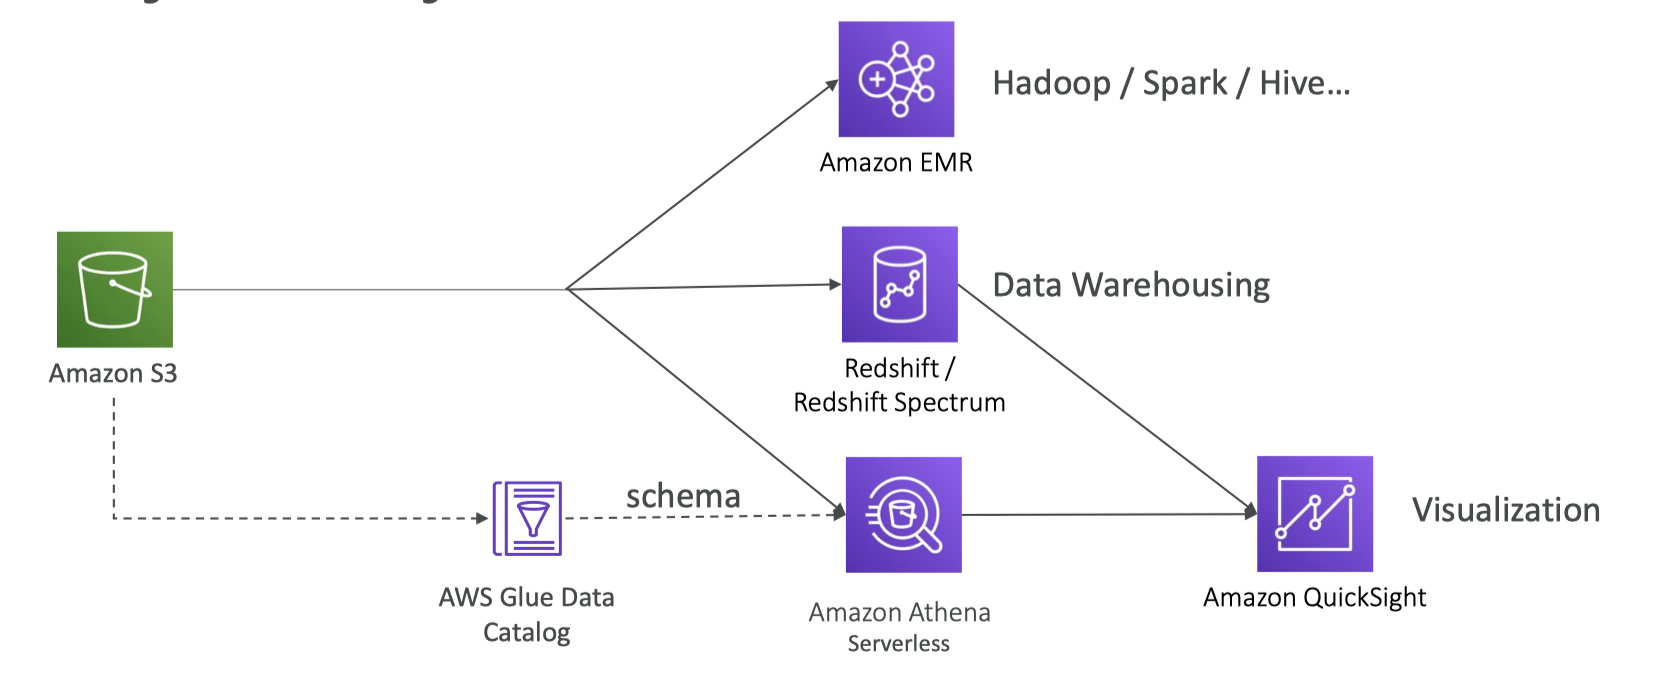 Hadoop / Spark / Hive...
Amazon EMR
Data Warehousing
Amazon S3
Redshift /
Redshift Spectrum
schema
Visualization
AWS Glue Data
Catalog
Amazon Athena
Serverless
Amazon QuickSight